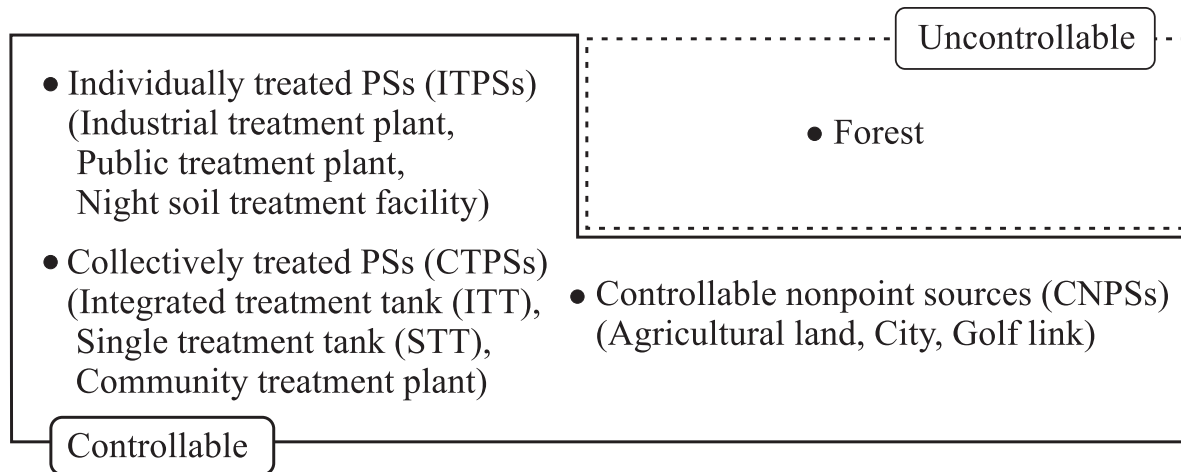 Uncontrollable
● Individually treated PSs (ITPSs)
(Industrial treatment plant,
Public treatment plant,
Night soil treatment facility)
● Forest
● Collectively treated PSs (CTPSs)
(Integrated treatment tank (ITT),
Single treatment tank (STT),
Community treatment plant)
● Controllable nonpoint sources (CNPSs)
(Agricultural land, City, Golf link)
Controllable